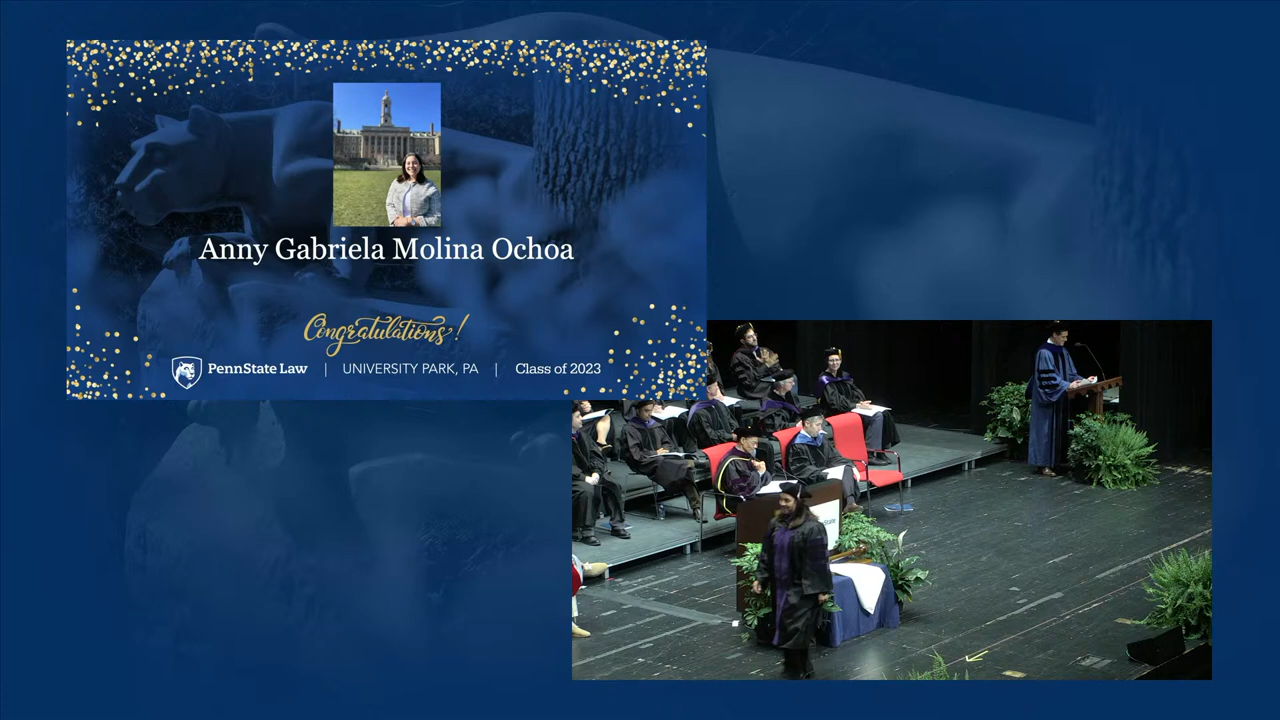 Anny Gabriela Molina Ochoa
Congratulations!
PennState Law | UNIVERSITY PARK, PA | Class of 2023